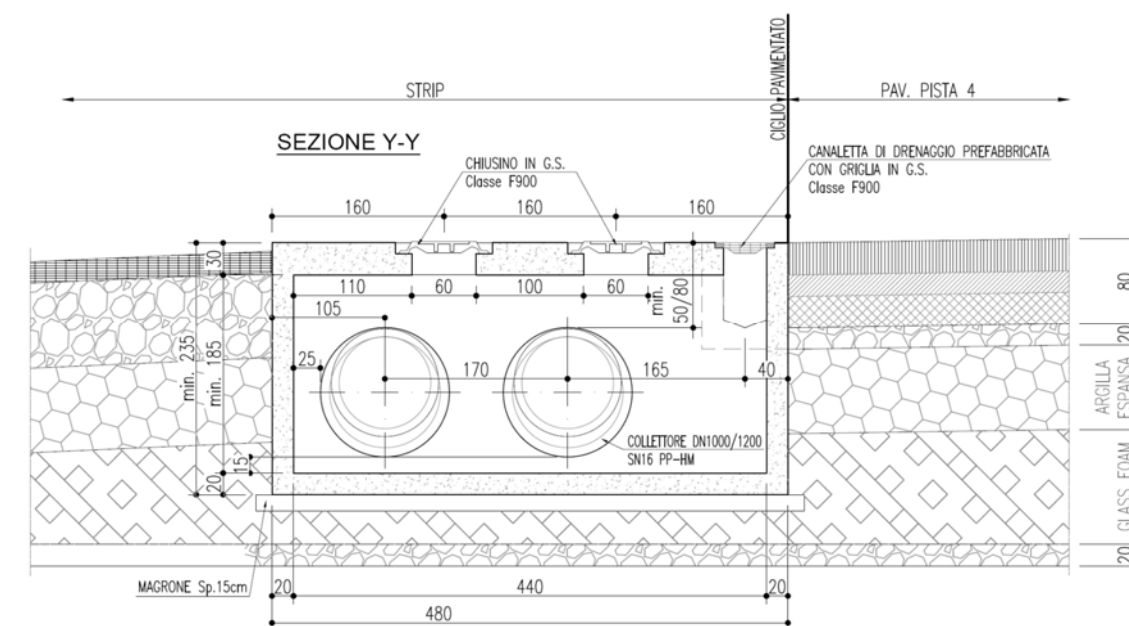 STRIP
PAV. PISTA 4
CIGLIO PAVIMENTATO
SEZIONE Y-Y
CHIUSINO IN G.S.
Classe F900
CANALETTA DI DRENAGGIO PREFABBRICATA
CON GRIGLIA IN G.S.
Classe F900
160
160
160
30
110
60
100
60
min.
50/80
80
105
20
min. 235
min. 185
25
170
165
40
ARGILLA
ESPANSA
COLLETTORE DN1000/1200
SN16 PP-HM
15
20
GLASS FOAM
20
MAGRONE Sp.15cm
20
440
20
480